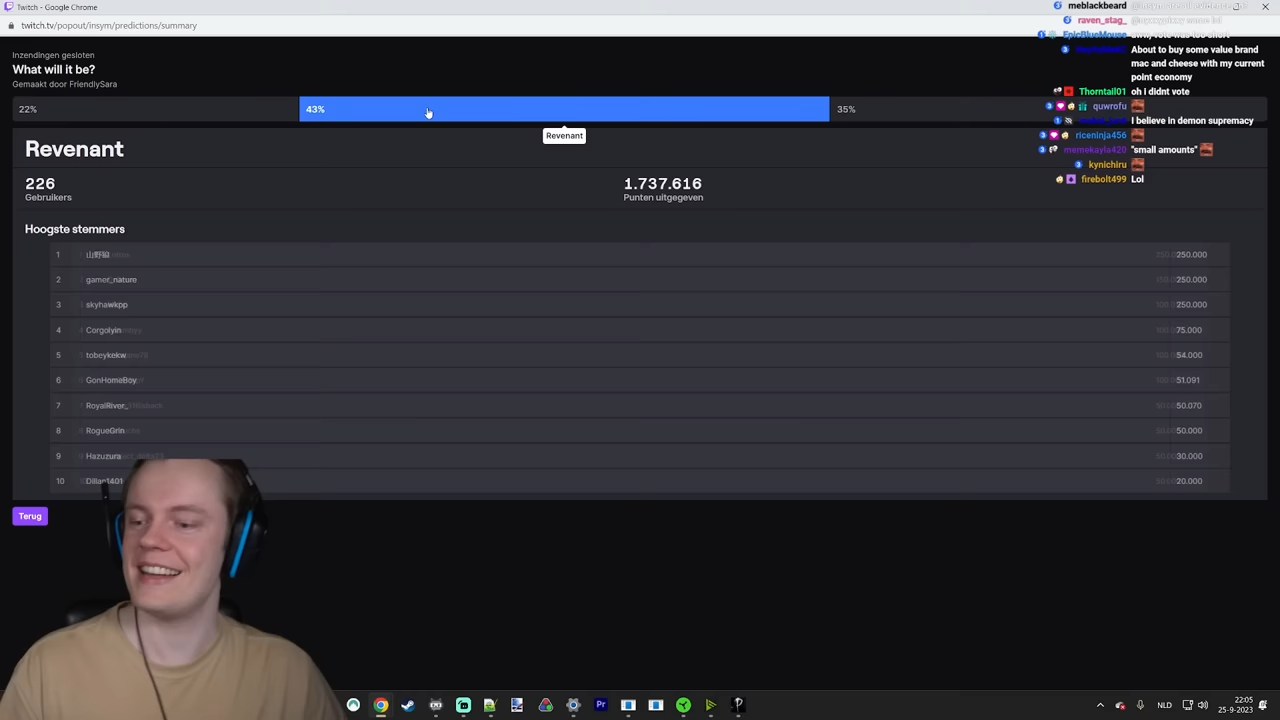 Twitch - Google Chrome
twitch.tv/popout/insym/predictions/summary
Inzendingen gesloten
What will it be?
Gemaakt door FriendlySara
22%
43%
35%
Revenant
Revenant
226
Gebruikers
1.737.616
Punten uitgegeven
Hoogste stemmers
1 250.000
2 gamer_nature 250.000
3 skyhawkpp 250.000
4 Corgolyin 75.000
5 tobeykekw 54.000
6 GonHomeBoy 51.091
7 RoyalRiver_ 50.070
8 RogueGrin 50.000
9 Hazuzura 30.000
10 Dillan1401 20.000
Terug
meblackbeard
raven_stag_
EpicBlueMouse
About to buy some value brand
mac and cheese with my current
point economy
Thorntail01 oh i didnt vote
quwrofu
I believe in demon supremacy
riceninja456
memekayla420 "small amounts"
kynichiru
firebolt499 Lol
Pr
NLD
22:05
25-9-2023